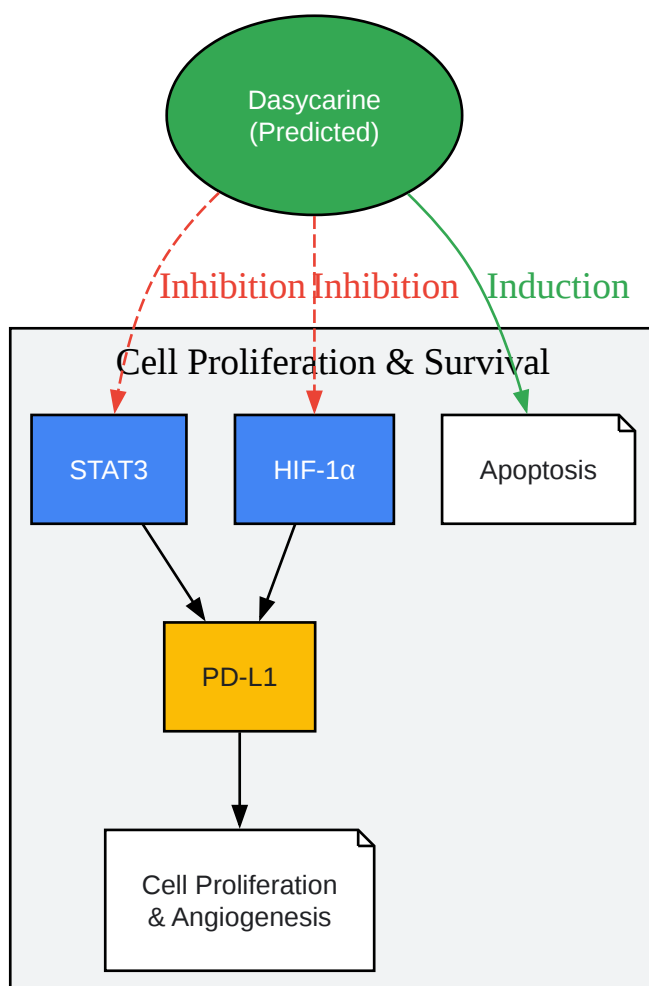 Dasycarine
(Predicted)
Inhibition
Inhibition
Induction
Cell Proliferation & Survival
STAT3
HIF-1α
Apoptosis
PD-L1
Cell Proliferation
& Angiogenesis